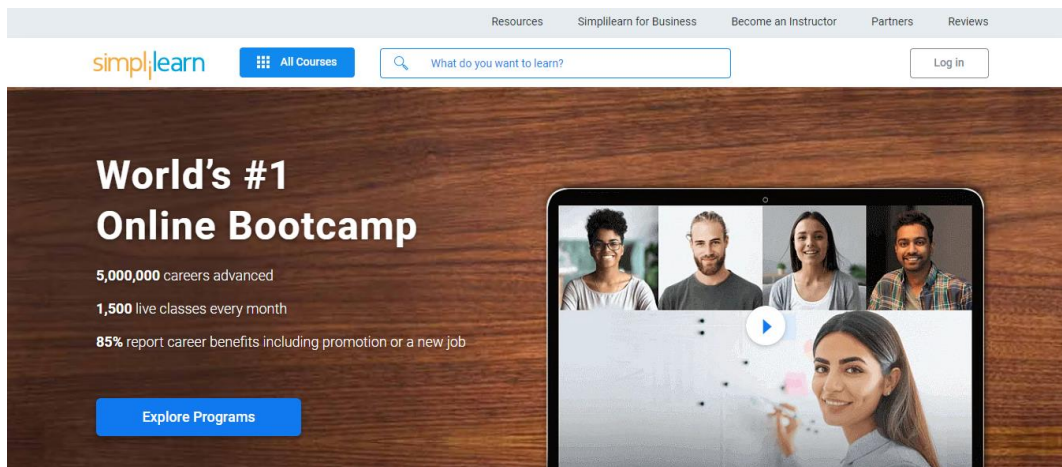 Resources Simplilearn for Business Become an Instructor Partners Reviews
simplilearn All Courses What do you want to learn? Log in
World's #1
Online Bootcamp
5,000,000 careers advanced
1,500 live classes every month
85% report career benefits including promotion or a new job
Explore Programs